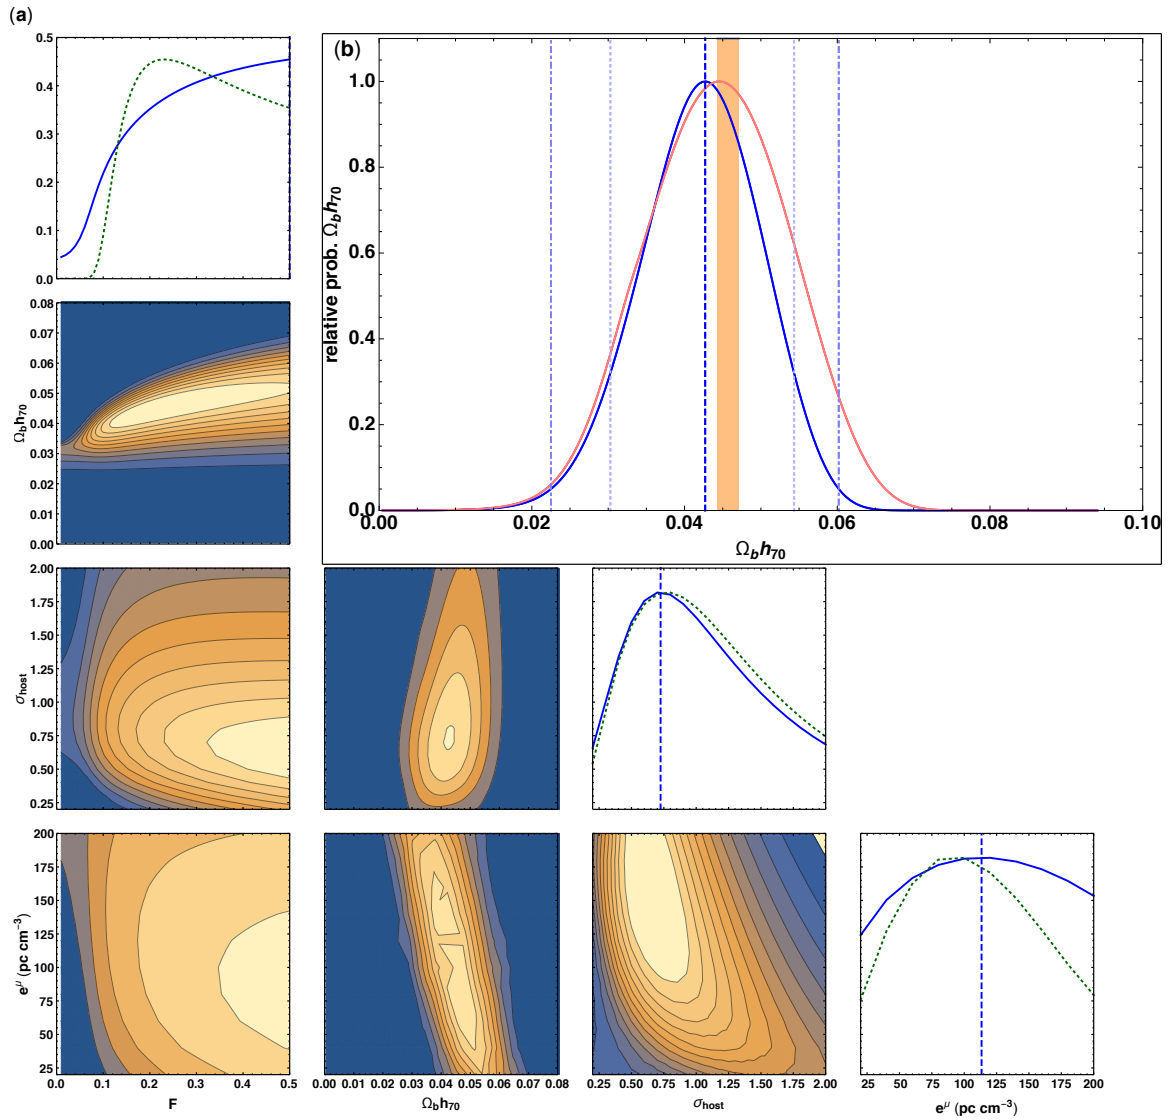 (a)
0.5
0.4
0.3
0.2
0.1
0.0
(b)
1.0
0.8
0.6
0.4
0.2
0.0
relative prob. Ω_b h_70
0.00 0.02 0.04 0.06 0.08 0.10
Ω_b h_70
0.08
0.07
0.06
0.05
0.04
0.03
0.02
0.01
0.00
Ω_b h_70
2.00
1.75
1.50
1.25
1.00
0.75
0.50
0.25
σ_host
200
175
150
125
100
75
50
25
e^μ (pc cm^-3)
0.0 0.1 0.2 0.3 0.4 0.5
F
0.00 0.01 0.02 0.03 0.04 0.05 0.06 0.07 0.08
Ω_b h_70
0.20 0.50 0.75 1.00 1.25 1.50 1.75 2.00
σ_host
25 50 75 100 125 150 175 200
e^μ (pc cm^-3)